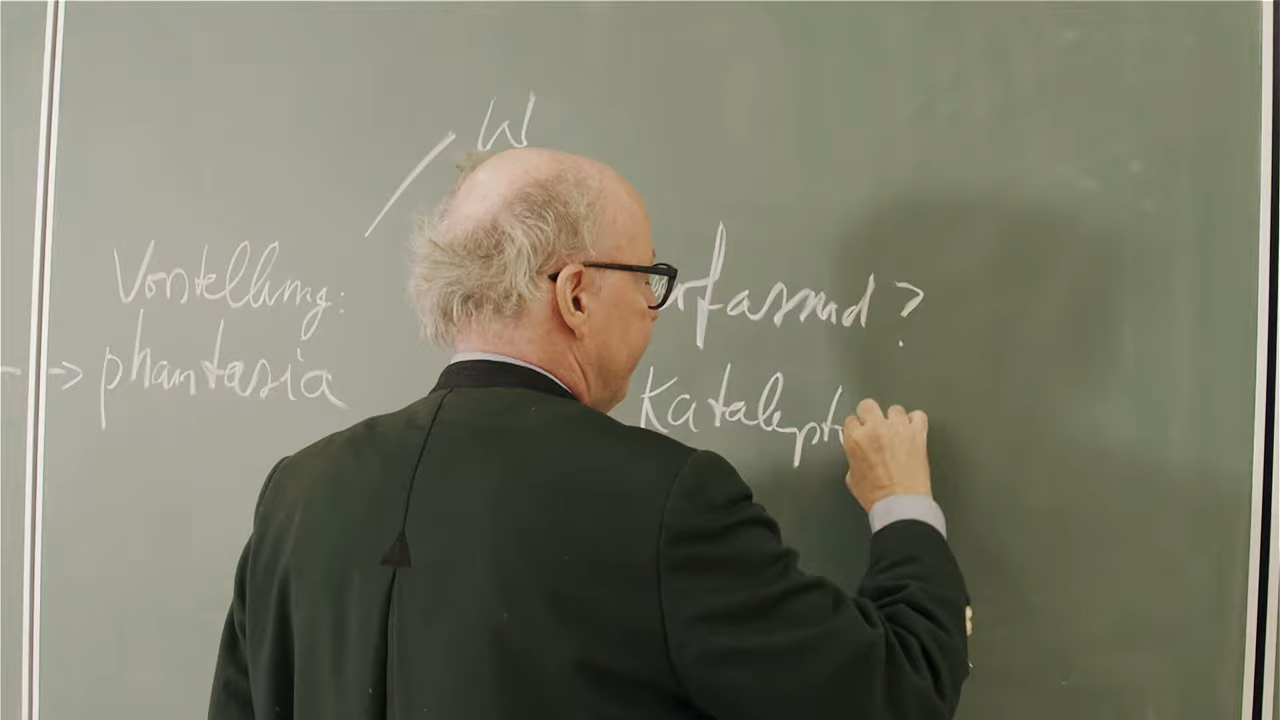 W
Vorstellung:
rfassend?
→ phantasia
katalept